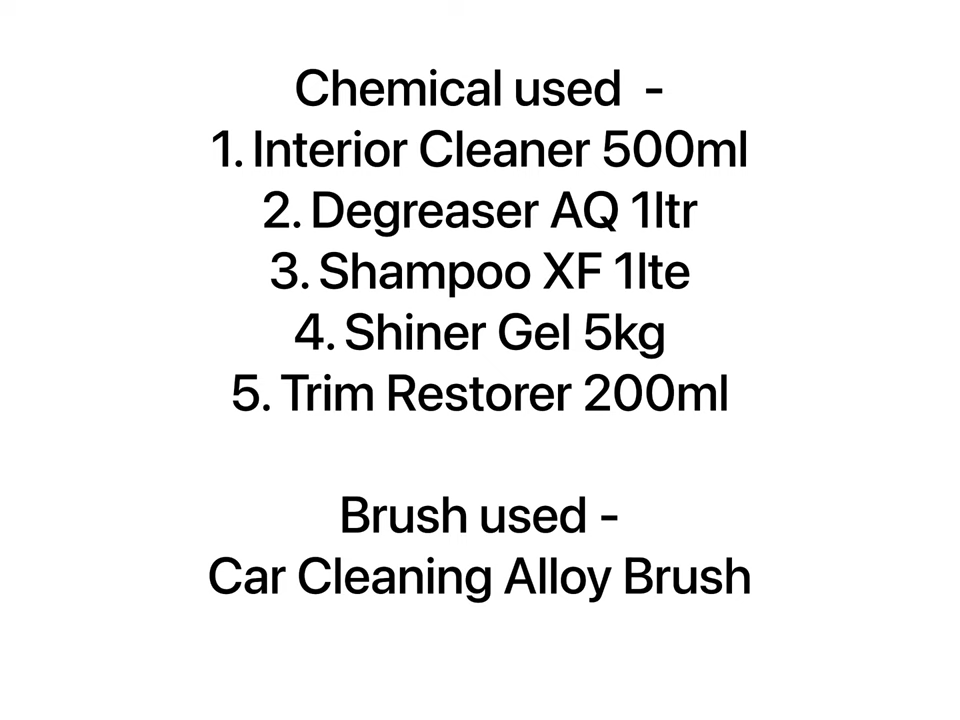 Chemical used -
1. Interior Cleaner 500ml
2. Degreaser AQ 1ltr
3. Shampoo XF 1lte
4. Shiner Gel 5kg
5. Trim Restorer 200ml
Brush used -
Car Cleaning Alloy Brush